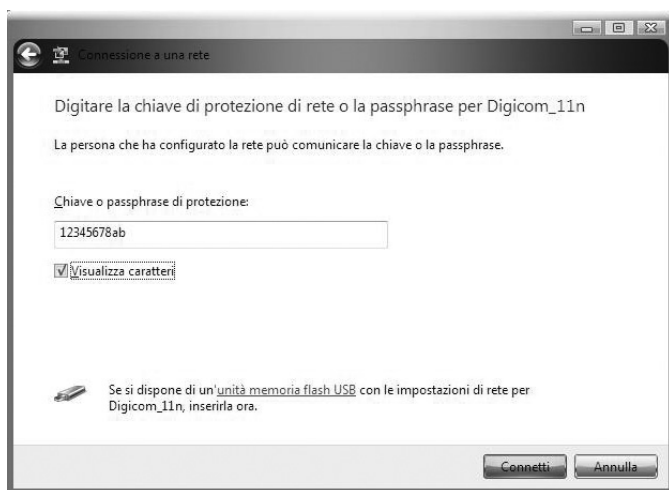 Connessione a una rete
Digitare la chiave di protezione di rete o la passphrase per Digicom_11n
La persona che ha configurato la rete può comunicare la chiave o la passphrase.
Chiave o passphrase di protezione:
12345678ab
Visualizza caratteri
Se si dispone di un'unità memoria flash USB con le impostazioni di rete per
Digicom_11n, inserirla ora.
Connetti
Annulla